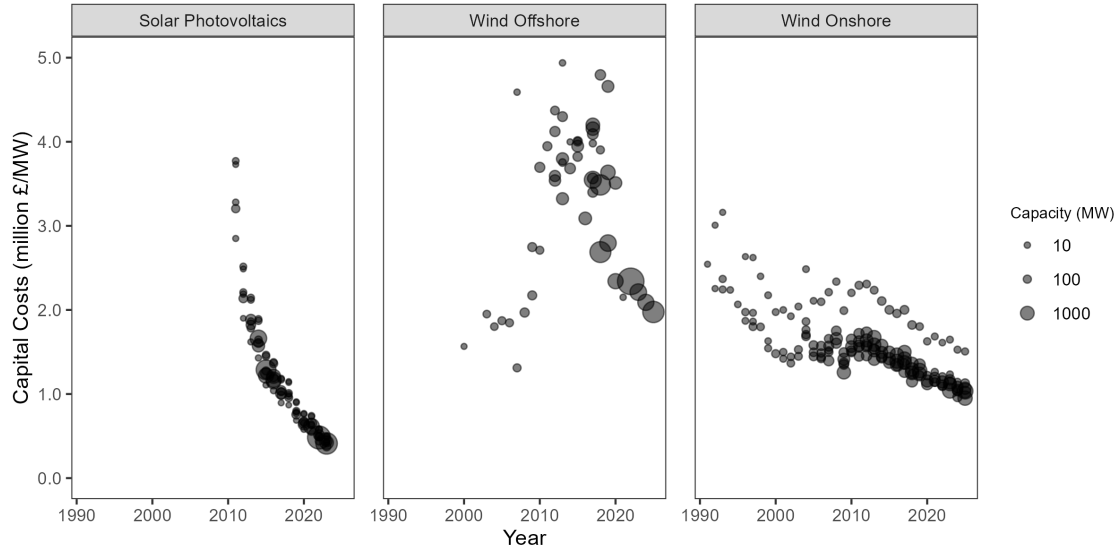 Solar Photovoltaics
Wind Offshore
Wind Onshore
Capital Costs (million £/MW)
5.0
4.0
3.0
2.0
1.0
0.0
1990 2000 2010 2020
1990 2000 2010 2020
1990 2000 2010 2020
Year
Capacity (MW)
10
100
1000